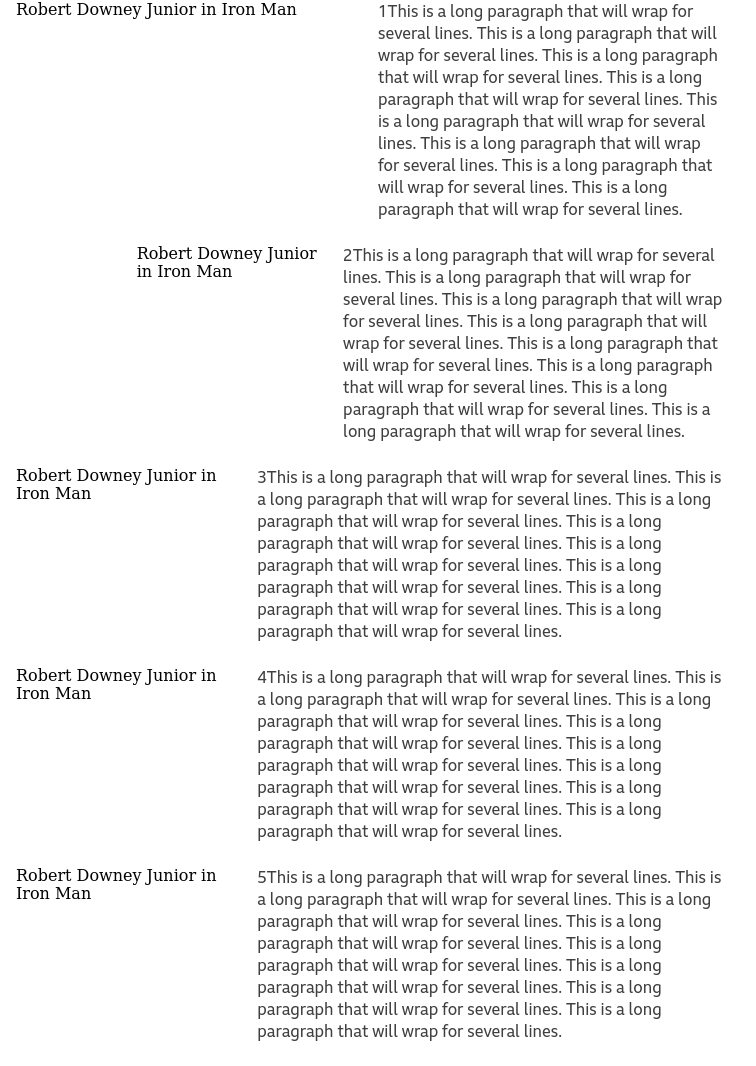 Robert Downey Junior in Iron Man
1This is a long paragraph that will wrap for
several lines. This is a long paragraph that will
wrap for several lines. This is a long paragraph
that will wrap for several lines. This is a long
paragraph that will wrap for several lines. This
is a long paragraph that will wrap for several
lines. This is a long paragraph that will wrap
for several lines. This is a long paragraph that
will wrap for several lines. This is a long
paragraph that will wrap for several lines.
Robert Downey Junior
in Iron Man
2This is a long paragraph that will wrap for several
lines. This is a long paragraph that will wrap for
several lines. This is a long paragraph that will wrap
for several lines. This is a long paragraph that will
wrap for several lines. This is a long paragraph that
will wrap for several lines. This is a long paragraph
that will wrap for several lines. This is a long
paragraph that will wrap for several lines. This is a
long paragraph that will wrap for several lines.
Robert Downey Junior in
Iron Man
3This is a long paragraph that will wrap for several lines. This is
a long paragraph that will wrap for several lines. This is a long
paragraph that will wrap for several lines. This is a long
paragraph that will wrap for several lines. This is a long
paragraph that will wrap for several lines. This is a long
paragraph that will wrap for several lines. This is a long
paragraph that will wrap for several lines. This is a long
paragraph that will wrap for several lines.
Robert Downey Junior in
Iron Man
4This is a long paragraph that will wrap for several lines. This is
a long paragraph that will wrap for several lines. This is a long
paragraph that will wrap for several lines. This is a long
paragraph that will wrap for several lines. This is a long
paragraph that will wrap for several lines. This is a long
paragraph that will wrap for several lines. This is a long
paragraph that will wrap for several lines. This is a long
paragraph that will wrap for several lines.
Robert Downey Junior in
Iron Man
5This is a long paragraph that will wrap for several lines. This is
a long paragraph that will wrap for several lines. This is a long
paragraph that will wrap for several lines. This is a long
paragraph that will wrap for several lines. This is a long
paragraph that will wrap for several lines. This is a long
paragraph that will wrap for several lines. This is a long
paragraph that will wrap for several lines. This is a long
paragraph that will wrap for several lines.